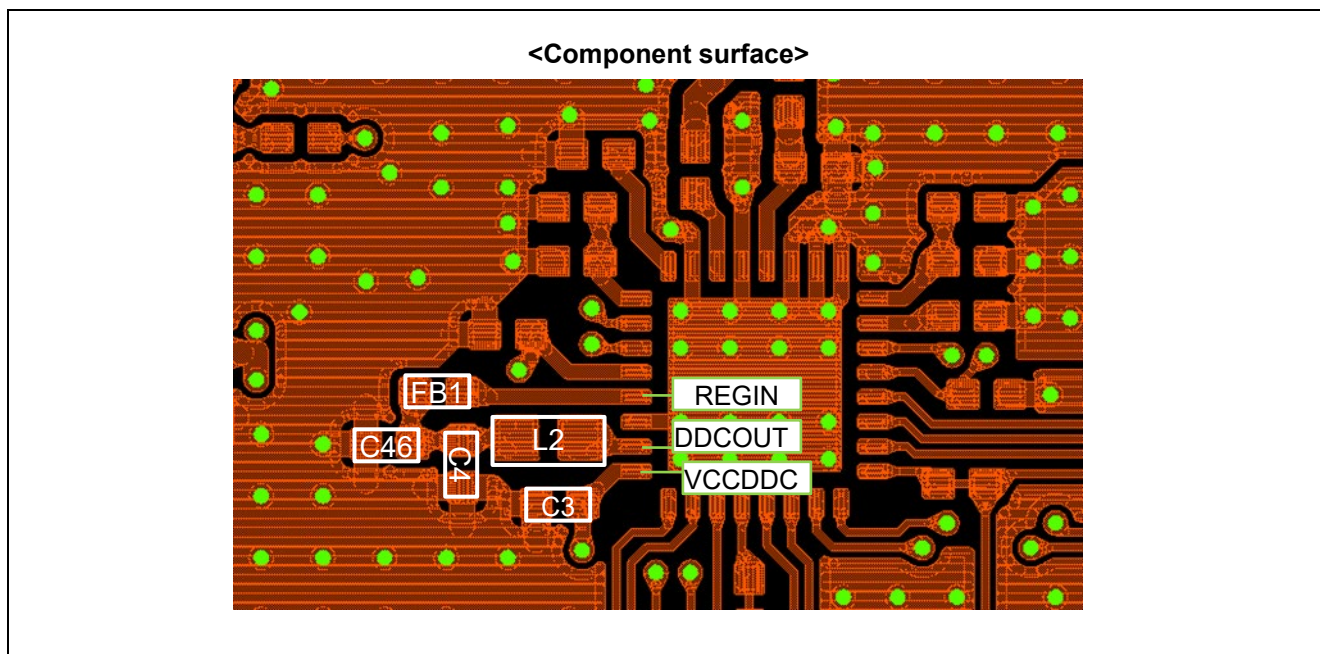 <Component surface>
FB1
REGIN
C46
C4
L2
DDCOUT
C3
VCCDDC